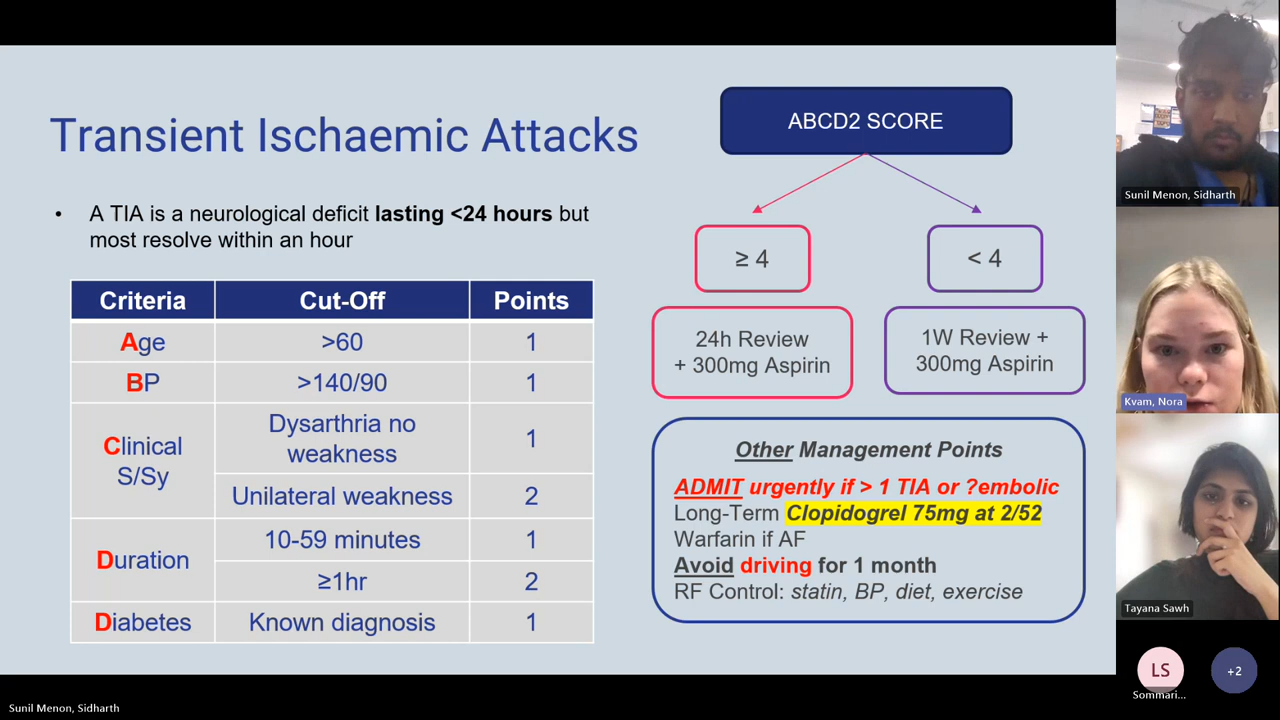 Transient Ischaemic Attacks
• A TIA is a neurological deficit lasting <24 hours but
most resolve within an hour
Criteria Cut-Off Points
Age >60 1
BP >140/90 1
Clinical
S/Sy
Dysarthria no
weakness
1
Unilateral weakness 2
Duration
10-59 minutes 1
≥1hr 2
Diabetes Known diagnosis 1
ABCD2 SCORE
≥ 4
< 4
24h Review
+ 300mg Aspirin
1W Review +
300mg Aspirin
Other Management Points
ADMIT urgently if > 1 TIA or ?embolic
Long-Term Clopidogrel 75mg at 2/52
Warfarin if AF
Avoid driving for 1 month
RF Control: statin, BP, diet, exercise
Sunil Menon, Sidharth
Kvam, Nora
Tayana Sawh
LS
Sommari...
+2
Sunil Menon, Sidharth